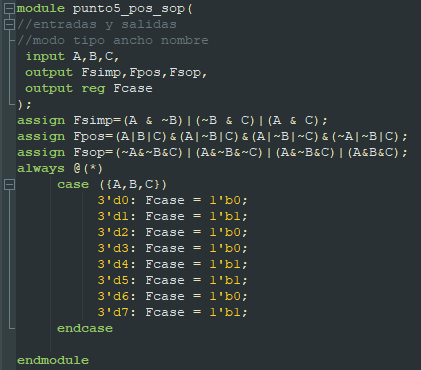 module punto5_pos_sop(
//entradas y salidas
//modo tipo ancho nombre
input A,B,C,
output Fsimp,Fpos,Fsop,
output reg Fcase
);
assign Fsimp=(A & ~B)|(~B & C)|(A & C);
assign Fpos=(A|B|C)&(A|~B|C)&(A|~B|~C)&(~A|~B|C);
assign Fsop=(~A&~B&C)|(A&~B&~C)|(A&~B&C)|(A&B&C);
always @(*)
case ({A,B,C})
3'd0: Fcase = 1'b0;
3'd1: Fcase = 1'b1;
3'd2: Fcase = 1'b0;
3'd3: Fcase = 1'b0;
3'd4: Fcase = 1'b1;
3'd5: Fcase = 1'b1;
3'd6: Fcase = 1'b0;
3'd7: Fcase = 1'b1;
endcase
endmodule